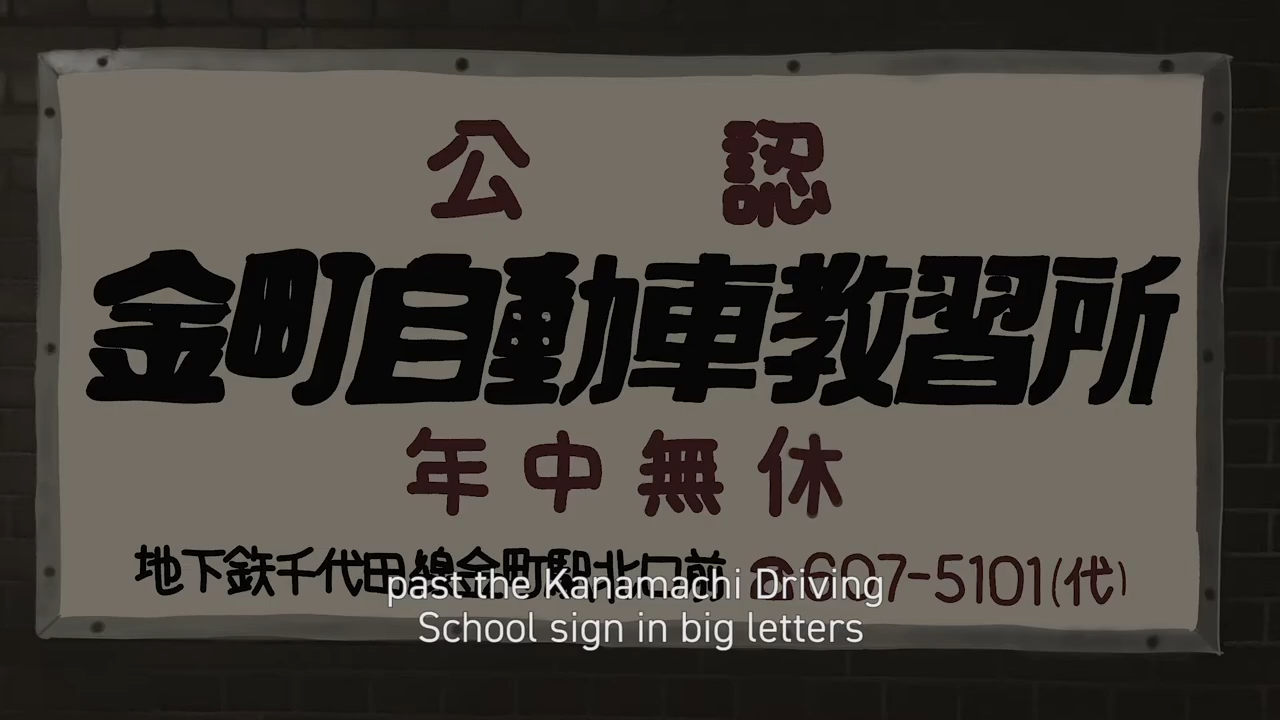 公認
金町自動車教習所
年中無休
地下鉄千代田線金町駅北口前 ☎607-5101(代)
past the Kanamachi Driving
School sign in big letters